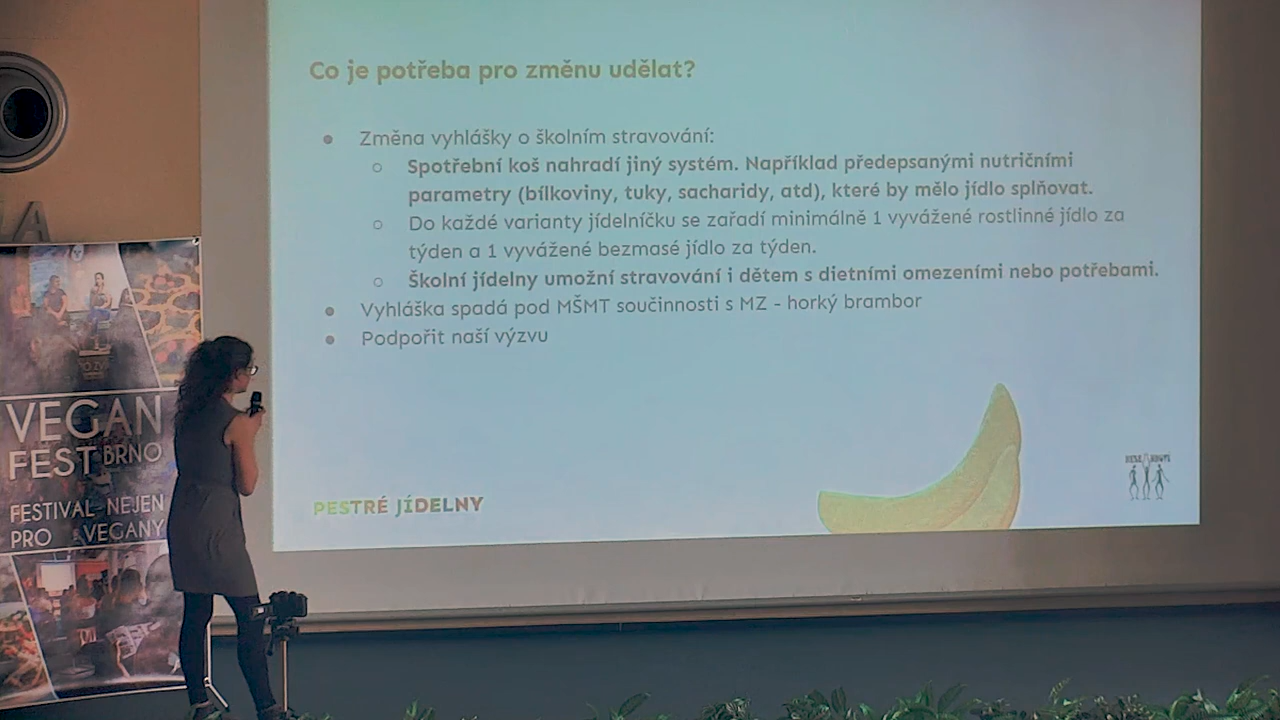 Co je potřeba pro změnu udělat?
Změna vyhlášky o školním stravování:
Spotřební koš nahradí jiný systém. Například předepsanými nutričními
parametry (bílkoviny, tuky, sacharidy, atd), které by mělo jídlo splňovat.
Do každé varianty jídelníčku se zařadí minimálně 1 vyvážené rostlinné jídlo za
týden a 1 vyvážené bezmasé jídlo za týden.
Školní jídelny umožní stravování i dětem s dietními omezeními nebo potřebami.
Vyhláška spadá pod MŠMT součinnosti s MZ - horký brambor
Podpořit naší výzvu
PESTRÉ JÍDELNY
VEGAN
FEST BRNO
FESTIVAL NEJEN
PRO VEGANY